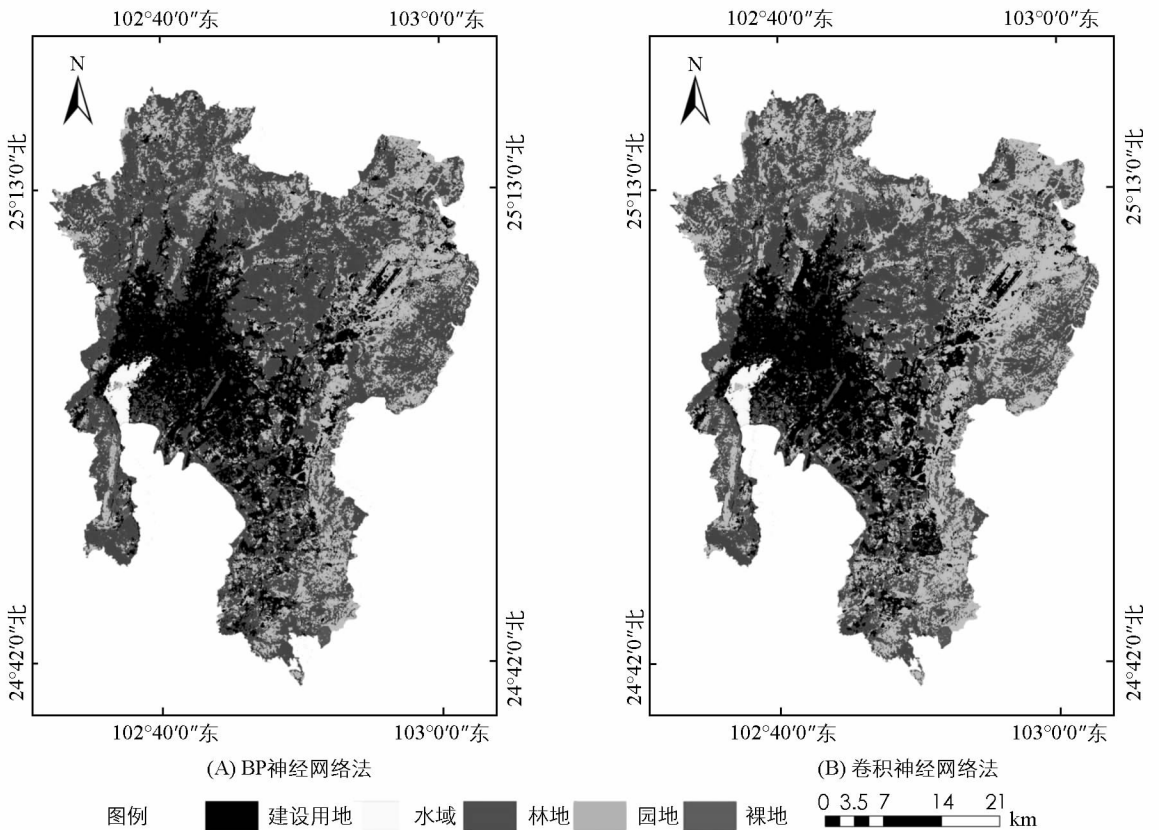 102°40′0″东 103°0′0″东 102°40′0″东 103°0′0″东
N N
25°13′0″北 25°13′0″北 25°13′0″北 25°13′0″北
24°42′0″北 24°42′0″北 24°42′0″北 24°42′0″北
102°40′0″东 103°0′0″东 102°40′0″东 103°0′0″东
(A) BP神经网络法 (B) 卷积神经网络法
图例 建设用地 水域 林地 园地 裸地 0 3.5 7 14 21 km